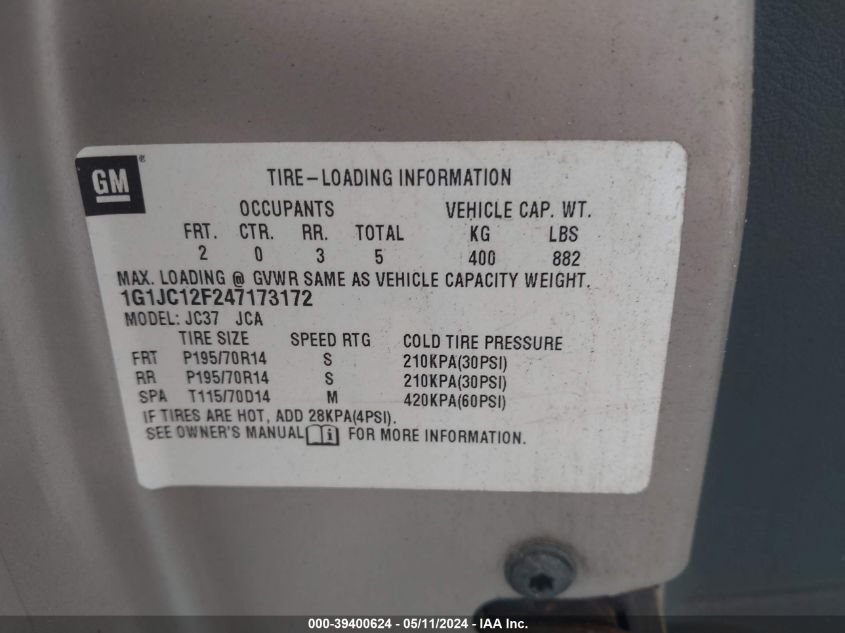 GM®
TIRE-LOADING INFORMATION
OCCUPANTS VEHICLE CAP. WT.
FRT. CTR. RR. TOTAL KG LBS
2 0 3 5 400 882
MAX. LOADING @ GVWR SAME AS VEHICLE CAPACITY WEIGHT.
1G1JC12F247173172
MODEL: JC37 JCA
TIRE SIZE SPEED RTG COLD TIRE PRESSURE
FRT P195/70R14 S 210KPA(30PSI)
RR P195/70R14 S 210KPA(30PSI)
SPA T115/70D14 M 420KPA(60PSI)
IF TIRES ARE HOT, ADD 28KPA(4PSI).
SEE OWNER'S MANUAL i FOR MORE INFORMATION.
000-39400624 - 05/11/2024 - IAA Inc.